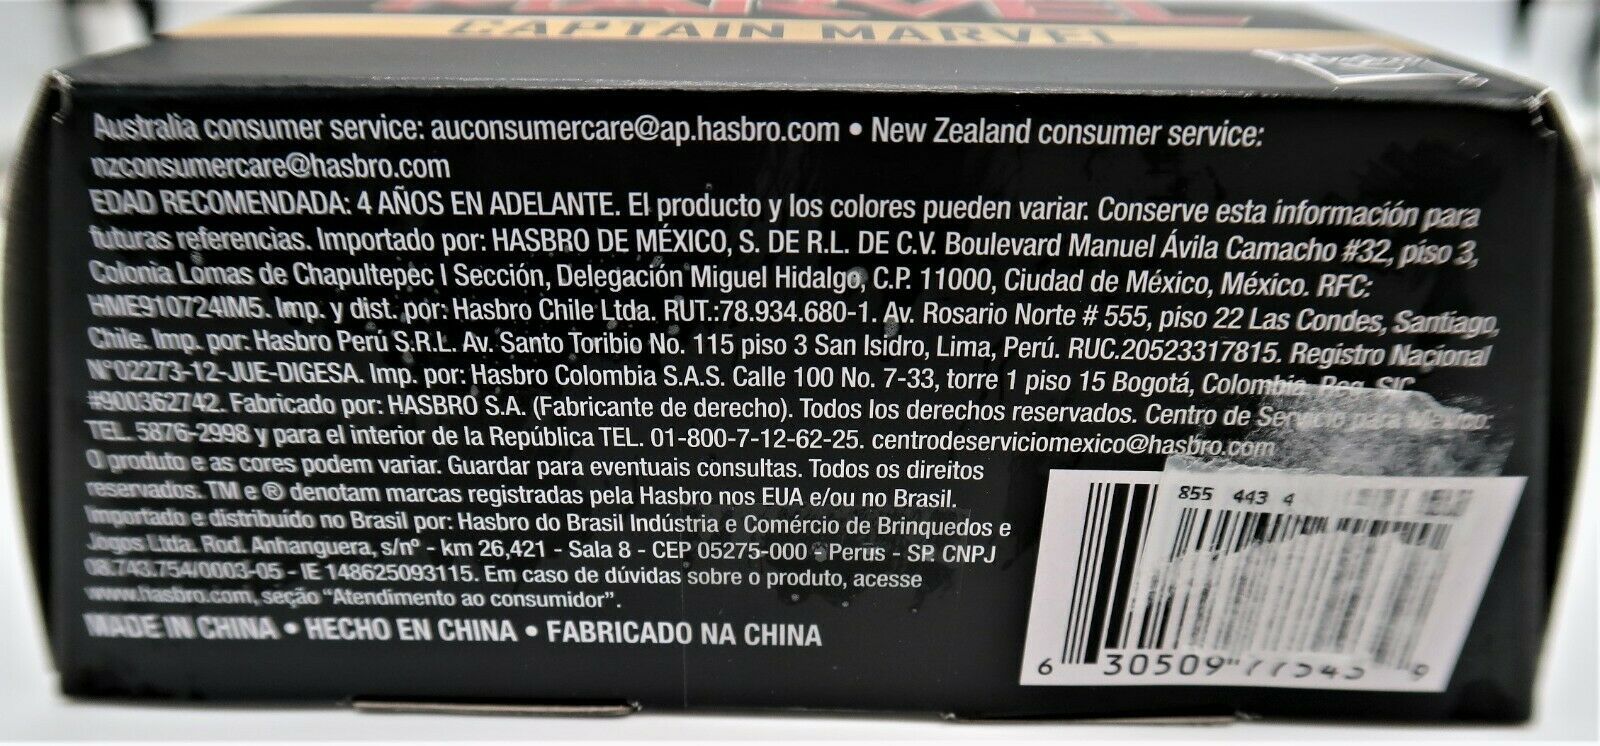 MARVEL
CAPTAIN MARVEL
Australia consumer service: auconsumercare@ap.hasbro.com • New Zealand consumer service:
nzconsumercare@hasbro.com
EDAD RECOMENDADA: 4 AÑOS EN ADELANTE. El producto y los colores pueden variar. Conserve esta información para
futuras referencias. Importado por: HASBRO DE MÉXICO, S. DE R.L. DE C.V. Boulevard Manuel Ávila Camacho #32, piso 3,
Colonia Lomas de Chapultepec I Sección, Delegación Miguel Hidalgo, C.P. 11000, Ciudad de México, México. RFC:
HME910724IM5. Imp. y dist. por: Hasbro Chile Ltda. RUT.:78.934.680-1. Av. Rosario Norte # 555, piso 22 Las Condes, Santiago,
Chile. Imp. por: Hasbro Perú S.R.L. Av. Santo Toribio No. 115 piso 3 San Isidro, Lima, Perú. RUC.20523317815. Registro Nacional
N°02273-12-JUE-DIGESA. Imp. por: Hasbro Colombia S.A.S. Calle 100 No. 7-33, torre 1 piso 15 Bogotá, Colombia. Reg. SIC
#900362742. Fabricado por: HASBRO S.A. (Fabricante de derecho). Todos los derechos reservados. Centro de Servicio para México:
TEL. 5876-2998 y para el interior de la República TEL. 01-800-7-12-62-25. centrodeserviciomexico@hasbro.com
O produto e as cores podem variar. Guardar para eventuais consultas. Todos os direitos
reservados. TM e ® denotam marcas registradas pela Hasbro nos EUA e/ou no Brasil.
Importado e distribuído no Brasil por: Hasbro do Brasil Indústria e Comércio de Brinquedos e
Jogos Ltda. Rod. Anhanguera, s/nº - km 26,421 - Sala 8 - CEP 05275-000 - Perus - SP. CNPJ
08.743.754/0003-05 - IE 148625093115. Em caso de dúvidas sobre o produto, acesse
www.hasbro.com, seção "Atendimento ao consumidor".
MADE IN CHINA • HECHO EN CHINA • FABRICADO NA CHINA
855 443 4
6 30509 77345 9